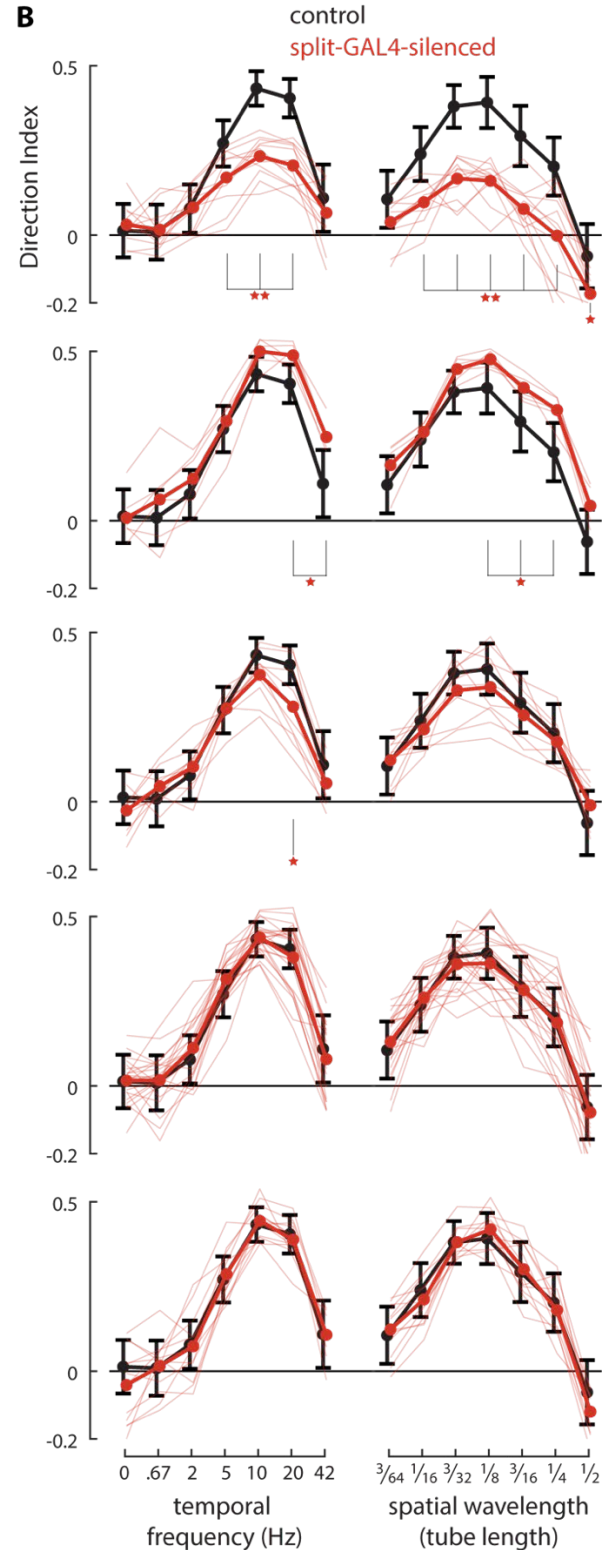 B
control
split-GAL4-silenced
Direction Index
0.5
0
-0.2
★★ ★★ ★
0.5
0
-0.2
★ ★
0.5
0
-0.2
★
0.5
0
-0.2
0.5
0
-0.2
0 .67 2 5 10 20 42 3/64 1/16 3/32 1/8 3/16 1/4 1/2
temporal spatial wavelength
frequency (Hz) (tube length)